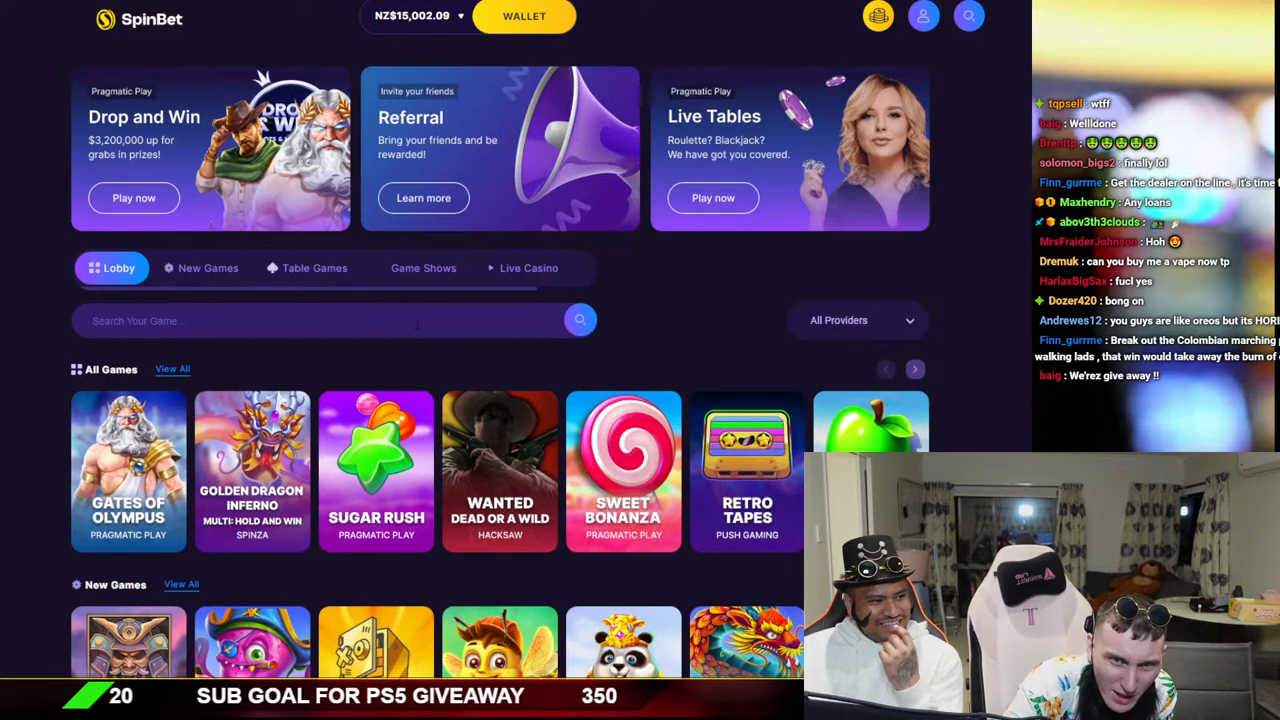 SpinBet
NZ$15,002.09
WALLET
Pragmatic Play
Drop and Win
$3,200,000 up for
grabs in prizes!
Play now
Invite your friends
Referral
Bring your friends and be
rewarded!
Learn more
Pragmatic Play
Live Tables
Roulette? Blackjack?
We have got you covered.
Play now
Lobby
New Games
Table Games
Game Shows
Live Casino
Search Your Game...
All Providers
All Games
View All
GATES OF
OLYMPUS
PRAGMATIC PLAY
GOLDEN DRAGON
INFERNO
MULTI: HOLD AND WIN
SPINZA
SUGAR RUSH
PRAGMATIC PLAY
WANTED
DEAD OR A WILD
HACKSAW
SWEET
BONANZA
PRAGMATIC PLAY
RETRO
TAPES
PUSH GAMING
New Games
View All
tqpsell : wtff
baig : Wellldone
Brenttp :
solomon_bigs2 : finally lol
Finn_gurrme : Get the dealer on the line , it's time
Maxhendry : Any loans
abov3th3clouds :
MrsFraiderJohnson : Hoh
Dremuk : can you buy me a vape now tp
HarlaxBigSax : fucl yes
Dozer420 : bong on
Andrewes12 : you guys are like oreos but its
Finn_gurrme : Break out the Colombian marching
walking lads , that win would take away the burn of
baig : We'rez give away !!
20
SUB GOAL FOR PS5 GIVEAWAY
350